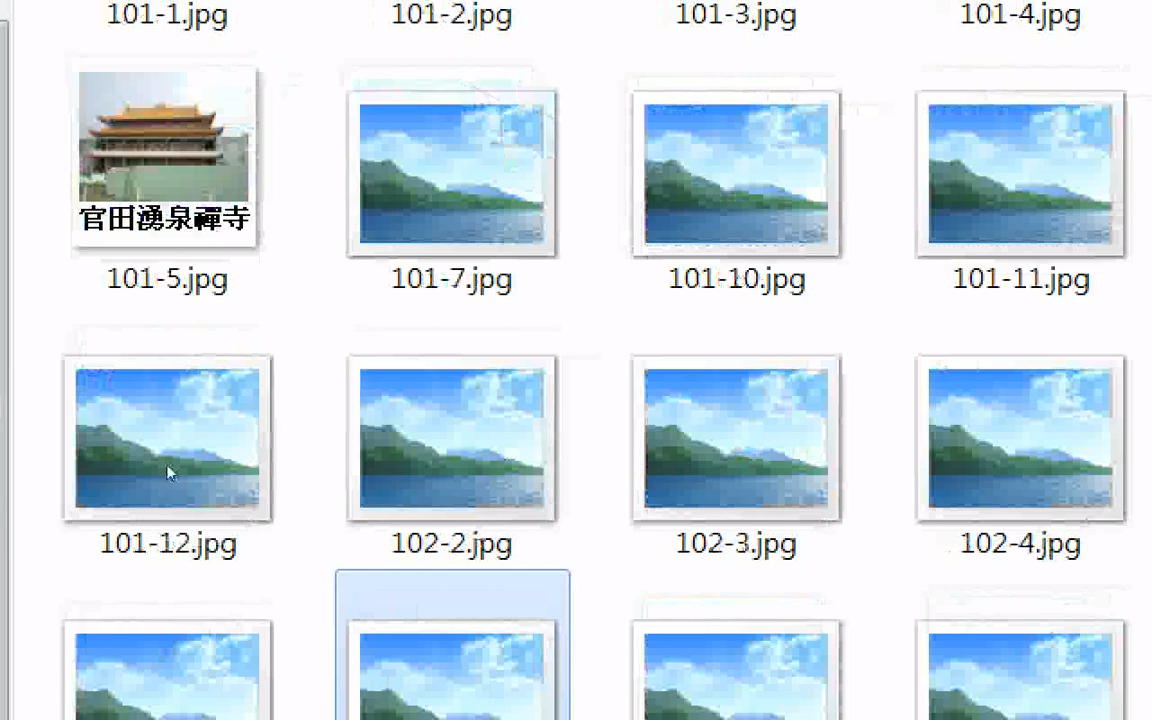 101-1.jpg
101-2.jpg
101-3.jpg
101-4.jpg
官田湧泉禪寺
101-5.jpg
101-7.jpg
101-10.jpg
101-11.jpg
101-12.jpg
102-2.jpg
102-3.jpg
102-4.jpg